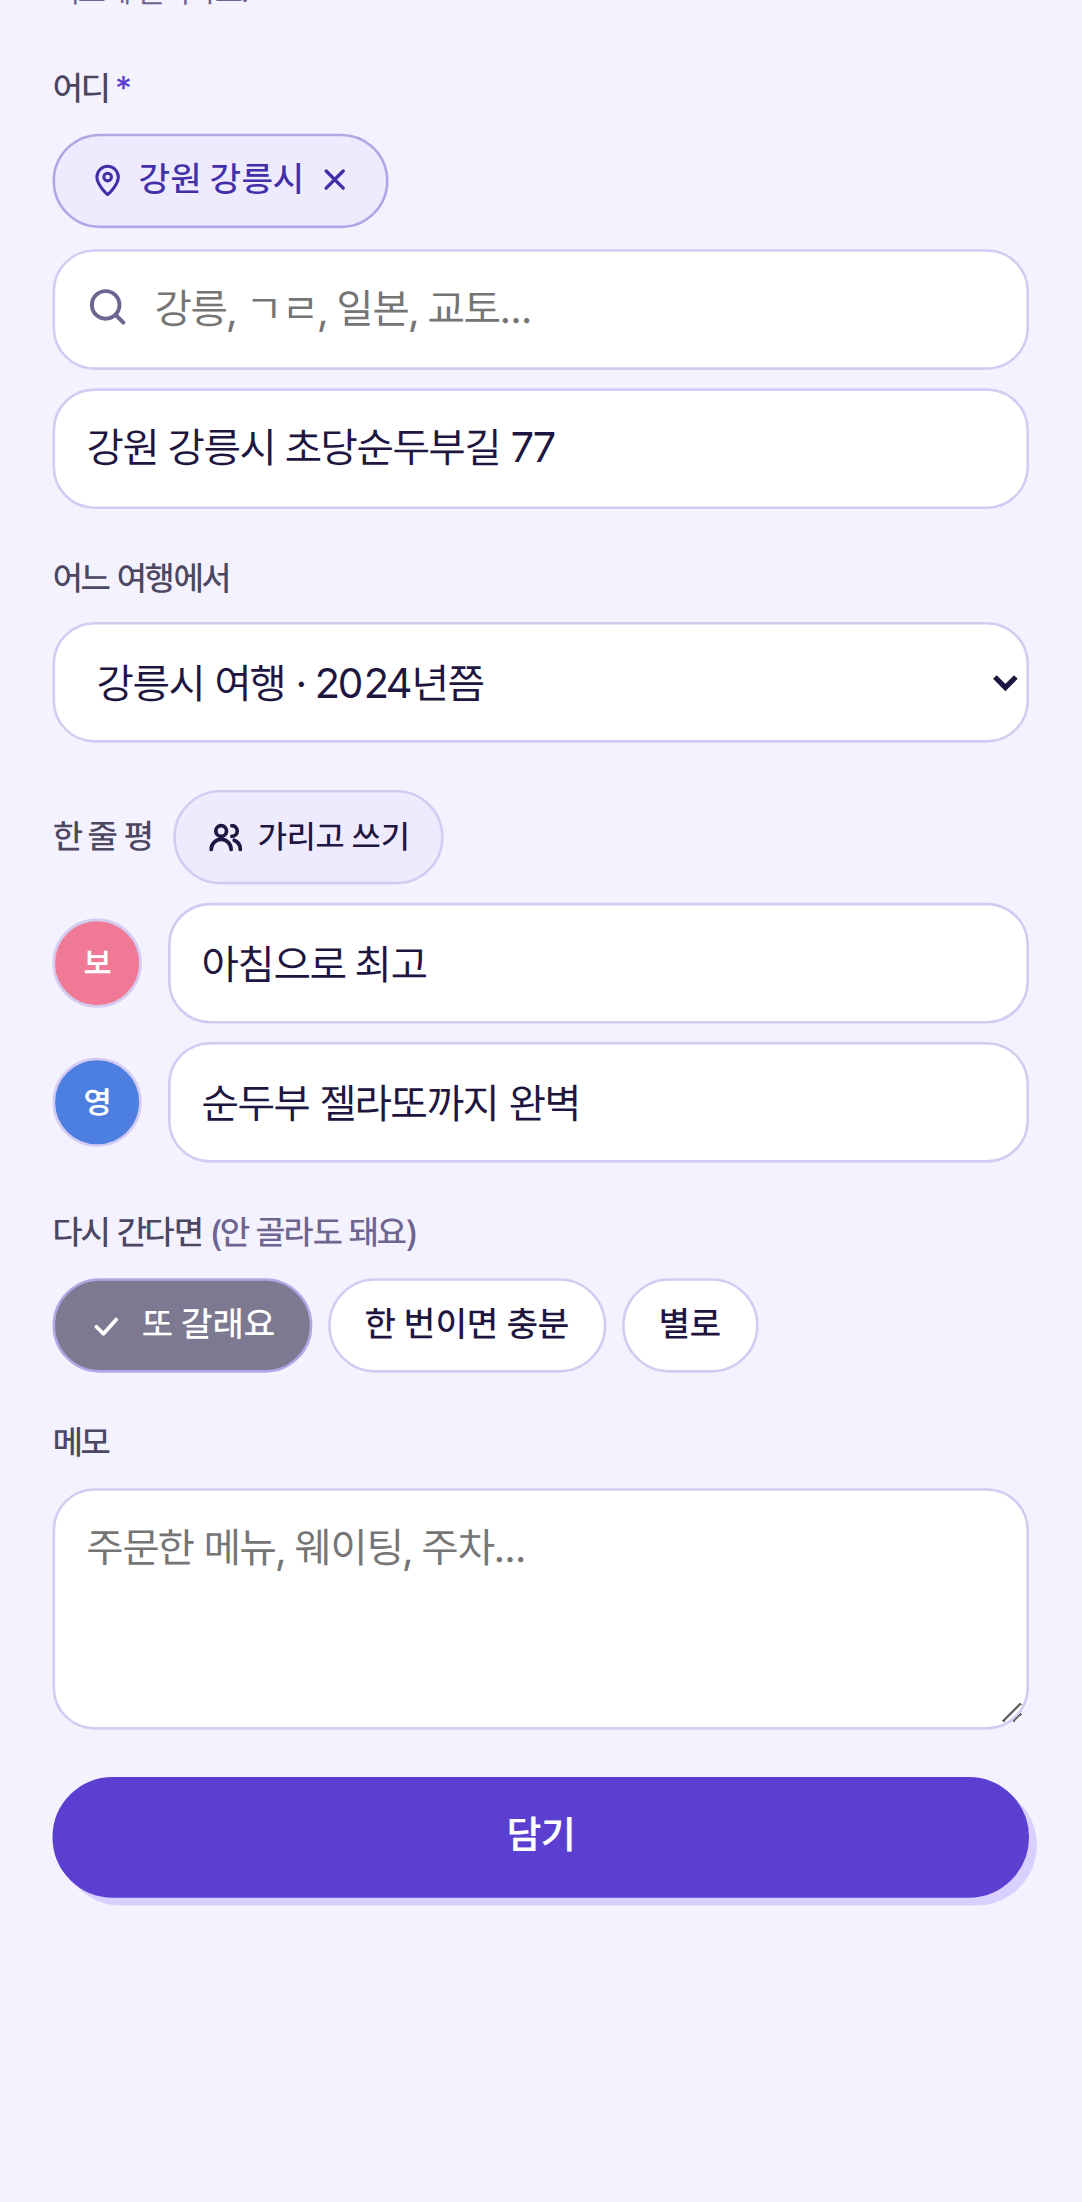 어디 *
강원 강릉시
강릉, ㄱㄹ, 일본, 교토...
강원 강릉시 초당순두부길 77
어느 여행에서
강릉시 여행 · 2024년쯤
한 줄 평 가리고 쓰기
보 아침으로 최고
영 순두부 젤라또까지 완벽
다시 간다면 (안 골라도 돼요)
또 갈래요 한 번이면 충분 별로
메모
주문한 메뉴, 웨이팅, 주차...
담기